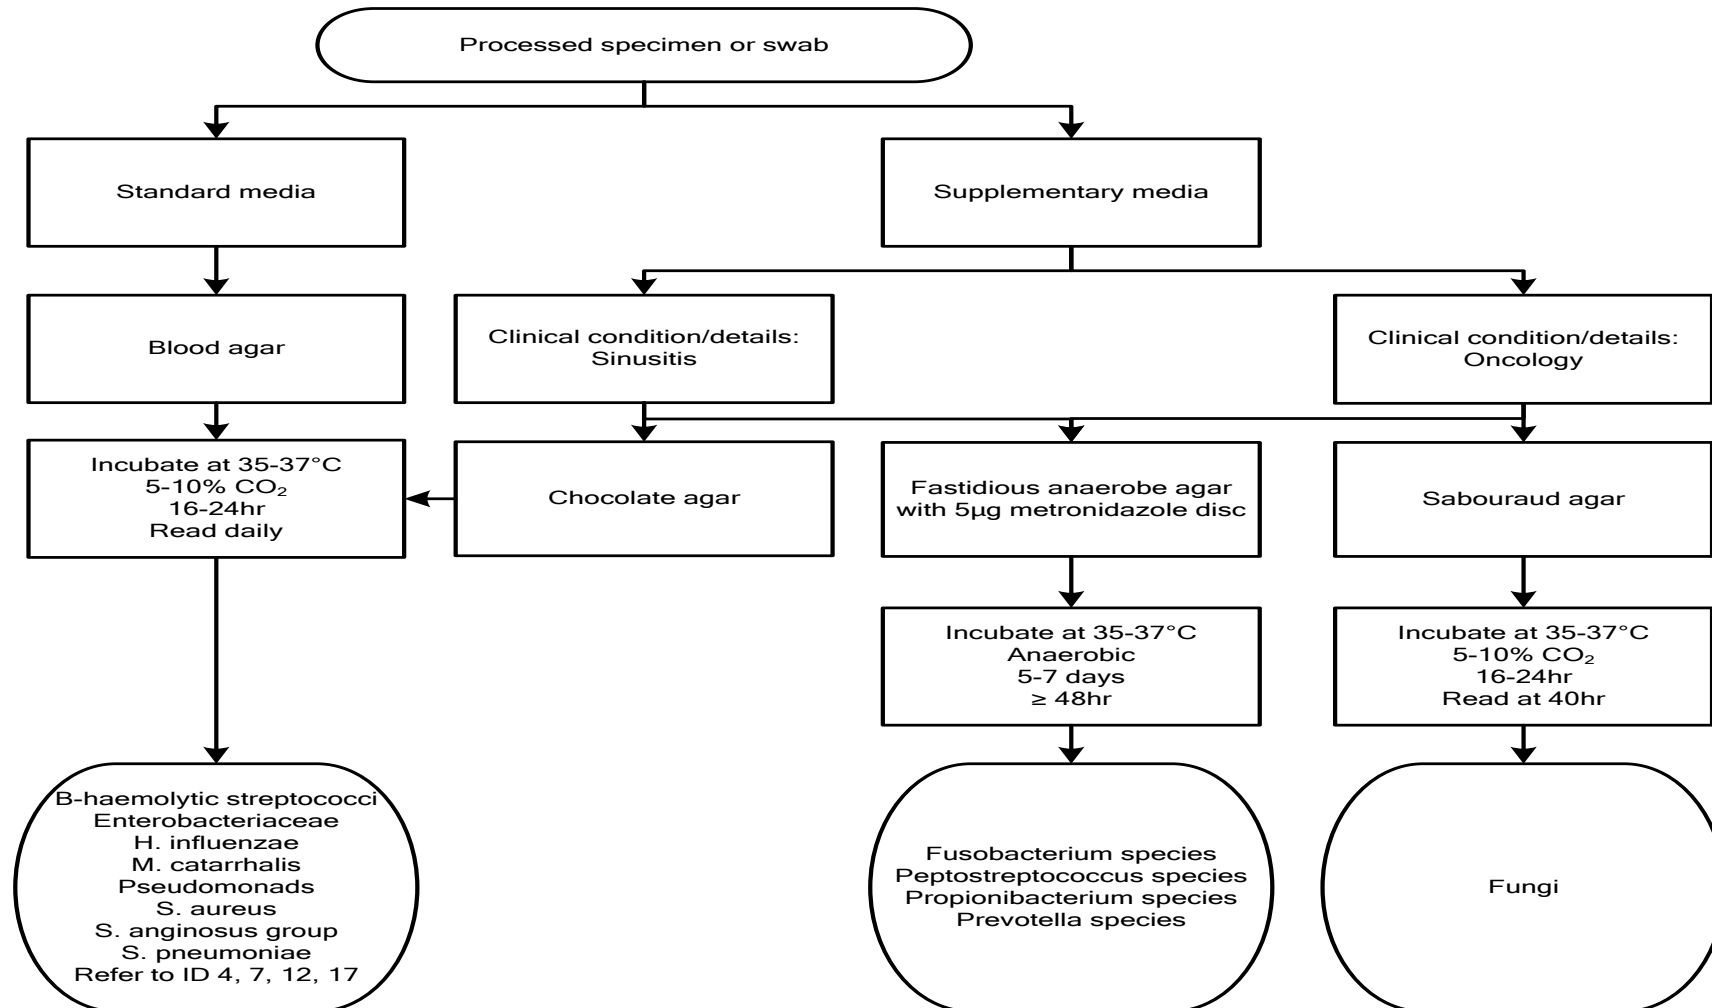 Processed specimen or swab
Standard media
Supplementary media
Blood agar
Clinical condition/details:
Sinusitis
Clinical condition/details:
Oncology
Incubate at 35-37°C
5-10% CO₂
16-24hr
Read daily
Chocolate agar
Fastidious anaerobe agar
with 5µg metronidazole disc
Sabouraud agar
Incubate at 35-37°C
Anaerobic
5-7 days
≥ 48hr
Incubate at 35-37°C
5-10% CO₂
16-24hr
Read at 40hr
B-haemolytic streptococci
Enterobacteriaceae
H. influenzae
M. catarrhalis
Pseudomonads
S. aureus
S. anginosus group
S. pneumoniae
Refer to ID 4, 7, 12, 17
Fusobacterium species
Peptostreptococcus species
Propionibacterium species
Prevotella species
Fungi